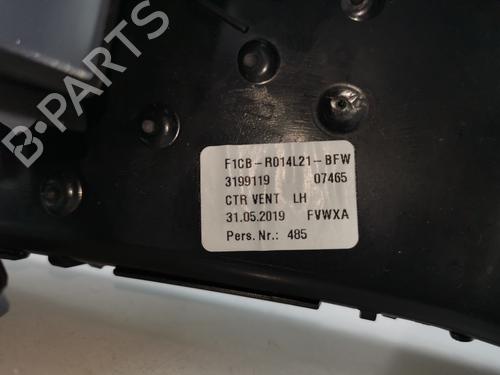 B-PARTS
F1CB-R014L21-BFW
3199119 07465
CTR VENT LH
31.05.2019 FVWXA
Pers. Nr.: 485